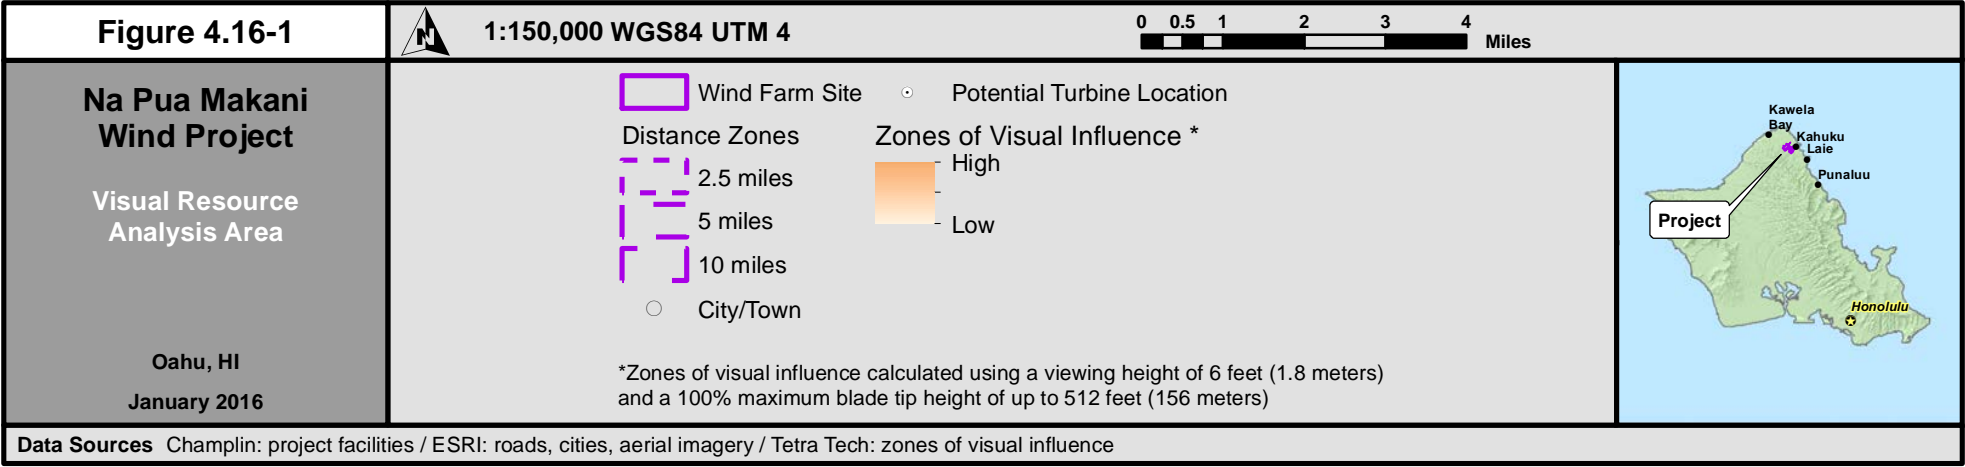 Figure 4.16-1
N
1:150,000 WGS84 UTM 4
0 0.5 1 2 3 4
Miles
Na Pua Makani
Wind Project
Visual Resource
Analysis Area
Oahu, HI
January 2016
Wind Farm Site
Potential Turbine Location
Distance Zones
Zones of Visual Influence *
2.5 miles
High
5 miles
Low
10 miles
City/Town
*Zones of visual influence calculated using a viewing height of 6 feet (1.8 meters)
and a 100% maximum blade tip height of up to 512 feet (156 meters)
Kawela
Bay
Kahuku
Laie
Punaluu
Project
Honolulu
Data Sources Champlin: project facilities / ESRI: roads, cities, aerial imagery / Tetra Tech: zones of visual influence